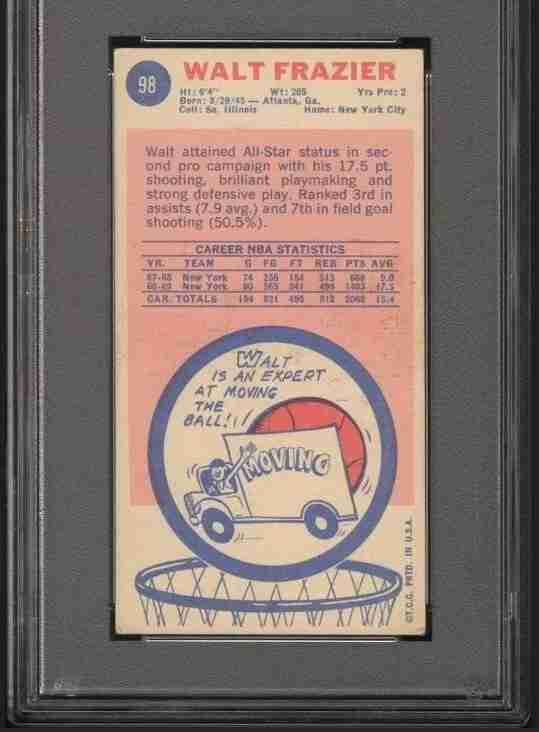 98
WALT FRAZIER
Ht: 6'4" Wt: 205 Yrs Pro: 2
Born: 3/29/45 — Atlanta, Ga.
Coll: So. Illinois Home: New York City
Walt attained All-Star status in sec-
ond pro campaign with his 17.5 pt.
shooting, brilliant playmaking and
strong defensive play. Ranked 3rd in
assists (7.9 avg.) and 7th in field goal
shooting (50.5%).
CAREER NBA STATISTICS
YR. TEAM G FG FT REB PTS AVG.
67-68 New York 74 256 154 313 666 9.0
68-69 New York 80 341 499 1403 17.5
CAR. TOTALS 154 495 812 13.4
WALT
IS AN EXPERT
AT MOVING
THE
BALL!!
MOVING
©T.C.C. PRTD. IN U.S.A.